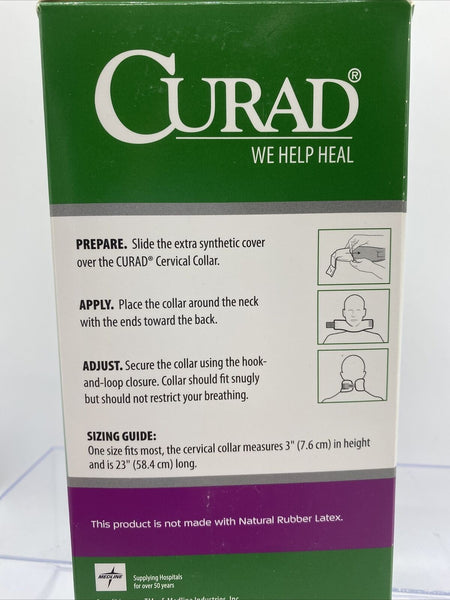 CURAD®
WE HELP HEAL
PREPARE. Slide the extra synthetic cover
over the CURAD® Cervical Collar.
APPLY. Place the collar around the neck
with the ends toward the back.
ADJUST. Secure the collar using the hook-
and-loop closure. Collar should fit snugly
but should not restrict your breathing.
SIZING GUIDE:
One size fits most, the cervical collar measures 3" (7.6 cm) in height
and is 23" (58.4 cm) long.
This product is not made with Natural Rubber Latex.
MEDLINE
Supplying Hospitals
for over 50 years
Medline Industries, Inc.